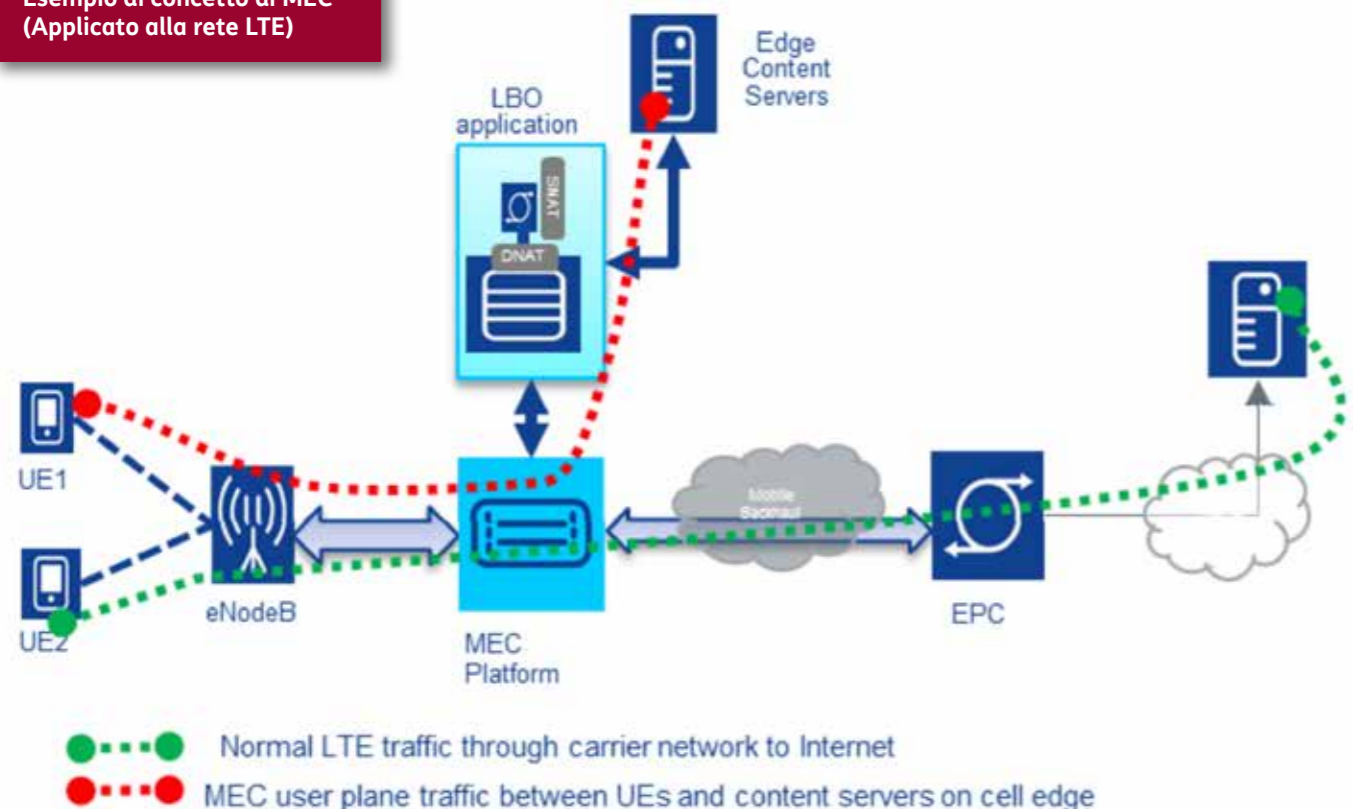 Esempio di concetto di MEC
(Applicato alla rete LTE)
Edge
Content
Servers
LBO
application
SNAT
DNAT
UE1
UE2
eNodeB
MEC
Platform
Mobile
Backhaul
EPC
Normal LTE traffic through carrier network to Internet
MEC user plane traffic between UEs and content servers on cell edge